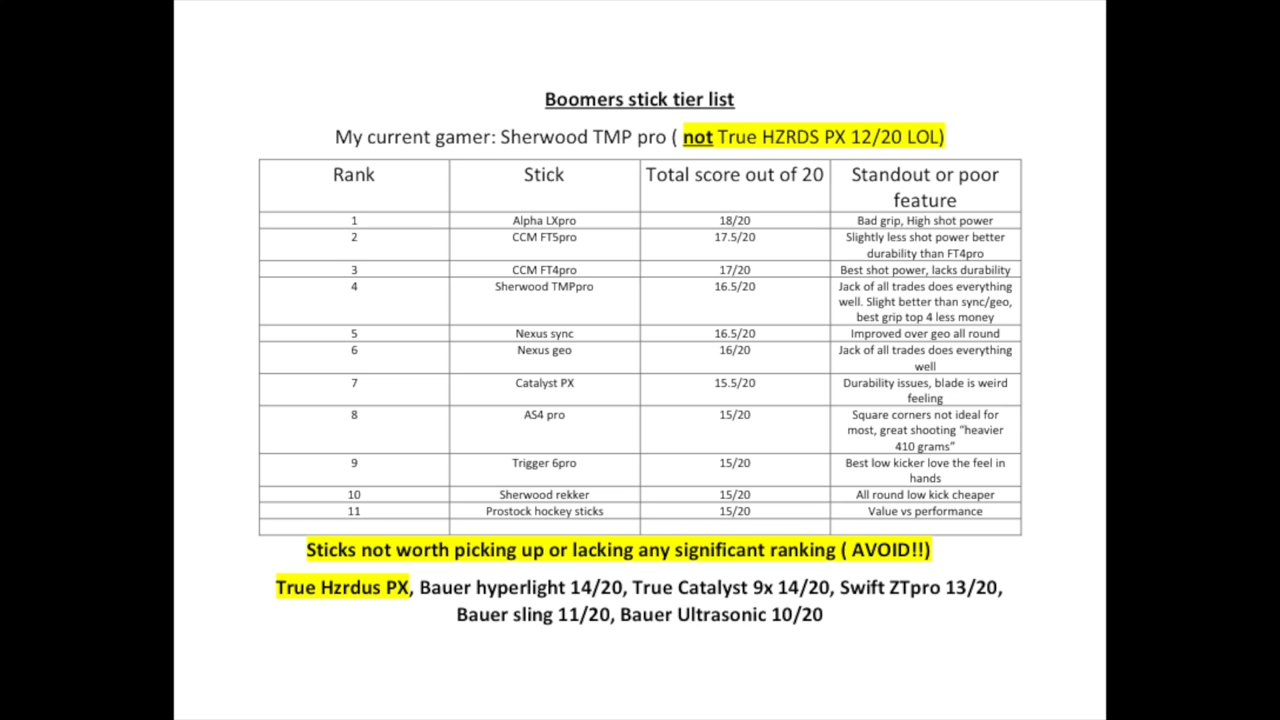 Boomers stick tier list
My current gamer: Sherwood TMP pro ( not True HZRDS PX 12/20 LOL)
Rank Stick Total score out of 20 Standout or poor
feature
1 Alpha LXpro 18/20 Bad grip, High shot power
2 CCM FT5pro 17.5/20 Slightly less shot power better
durability than FT4pro
3 CCM FT4pro 17/20 Best shot power, lacks durability
4 Sherwood TMPpro 16.5/20 Jack of all trades does everything
well. Slight better than sync/geo,
best grip top 4 less money
5 Nexus sync 16.5/20 Improved over geo all round
6 Nexus geo 16/20 Jack of all trades does everything
well
7 Catalyst PX 15.5/20 Durability issues, blade is weird
feeling
8 AS4 pro 15/20 Square corners not ideal for
most, great shooting “heavier
410 grams”
9 Trigger 6pro 15/20 Best low kicker love the feel in
hands
10 Sherwood rekker 15/20 All round low kick cheaper
11 Prostock hockey sticks 15/20 Value vs performance
Sticks not worth picking up or lacking any significant ranking ( AVOID!!)
True Hzrdus PX, Bauer hyperlight 14/20, True Catalyst 9x 14/20, Swift ZTpro 13/20,
Bauer sling 11/20, Bauer Ultrasonic 10/20